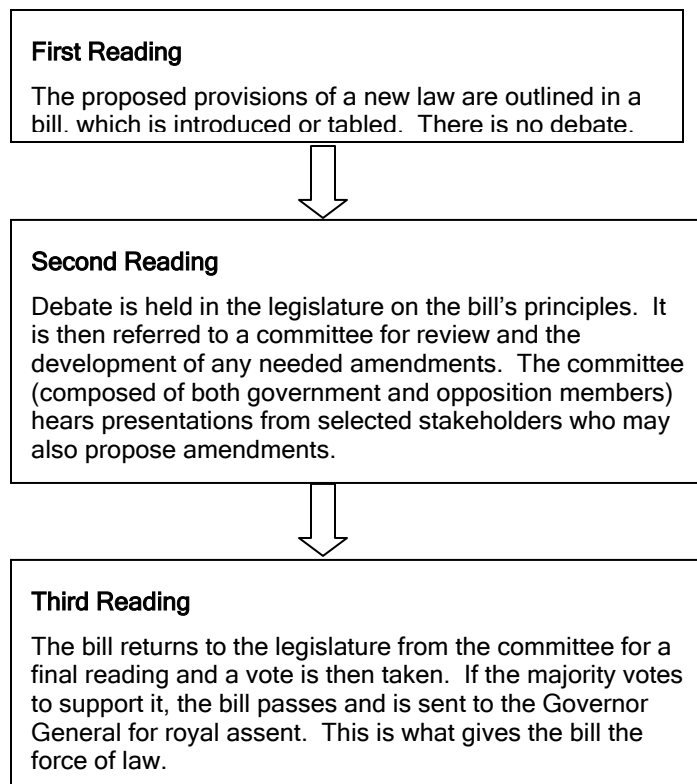 First Reading
The proposed provisions of a new law are outlined in a
bill, which is introduced or tabled.  There is no debate.
Second Reading
Debate is held in the legislature on the bill's principles.  It
is then referred to a committee for review and the
development of any needed amendments.  The committee
(composed of both government and opposition members)
hears presentations from selected stakeholders who may
also propose amendments.
Third Reading
The bill returns to the legislature from the committee for a
final reading and a vote is then taken.  If the majority votes
to support it, the bill passes and is sent to the Governor
General for royal assent.  This is what gives the bill the
force of law.